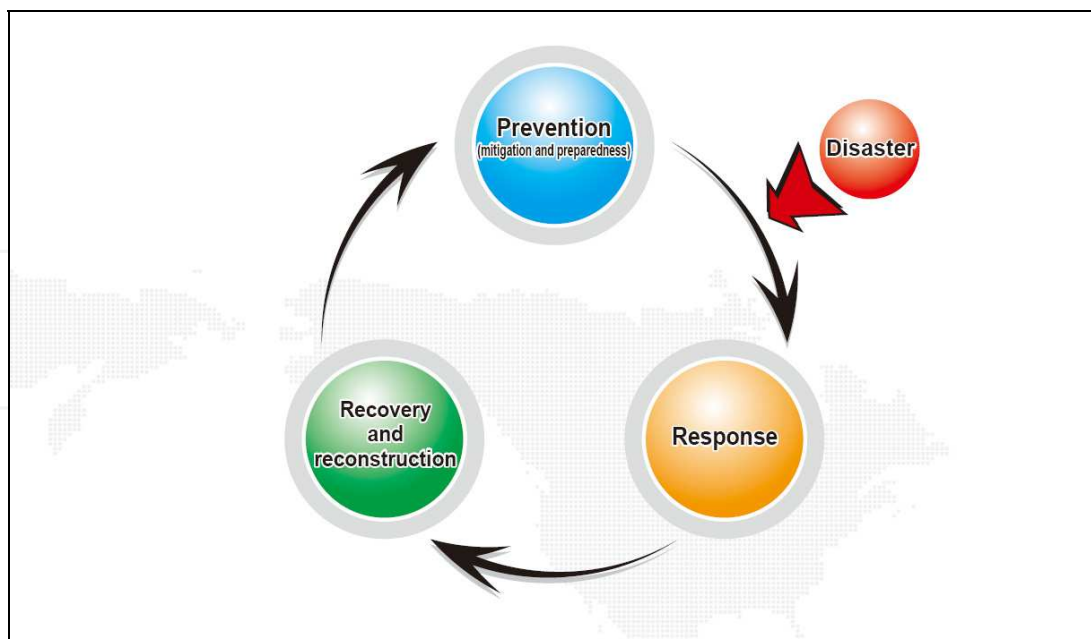 Prevention
(mitigation and preparedness)
Disaster
Recovery
and
reconstruction
Response